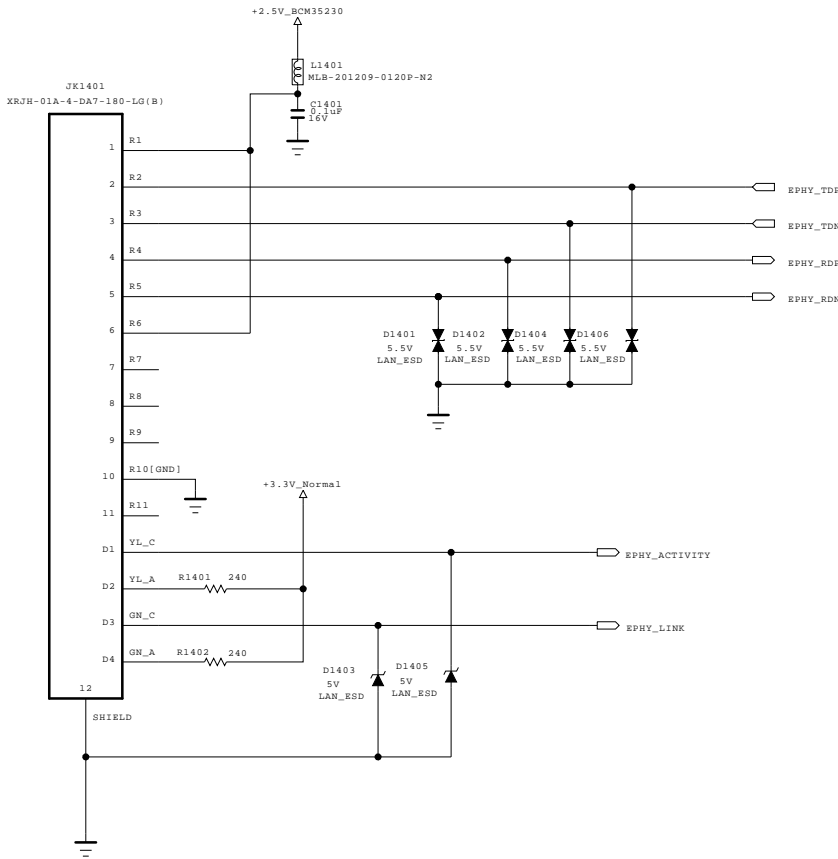 +2.5V_BCM35230
L1401
MLB-201209-0120P-N2
JK1401
XRJH-01A-4-DA7-180-LG(B)
C1401
0.1uF
16V
1 R1
2 R2
EPHY_TDP
3 R3
EPHY_TDN
4 R4
EPHY_RDP
5 R5
EPHY_RDN
6 R6
D1401 D1402 D1404 D1406
5.5V 5.5V 5.5V 5.5V
LAN_ESD LAN_ESD LAN_ESD LAN_ESD
7 R7
8 R8
9 R9
10 R10[GND]
+3.3V_Normal
11 R11
D1 YL_C
EPHY_ACTIVITY
D2 YL_A R1401 240
D3 GN_C
EPHY_LINK
D4 GN_A R1402 240
D1403 D1405
5V 5V
LAN_ESD LAN_ESD
12
SHIELD